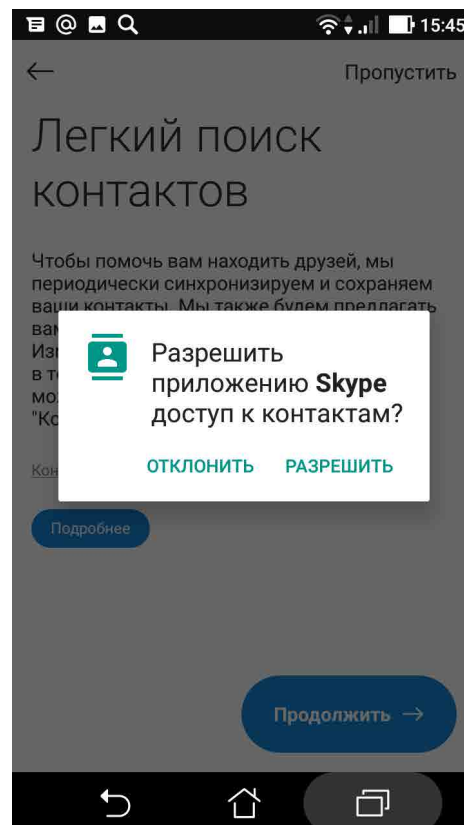 15:45
Пропустить
Легкий поиск
контактов
Чтобы помочь вам находить друзей, мы
периодически синхронизируем и сохраняем
ваши контакты. Мы также будем предлагать
Разрешить
приложению Skype
доступ к контактам?
ОТКЛОНИТЬ РАЗРЕШИТЬ
Подробнее
Продолжить →